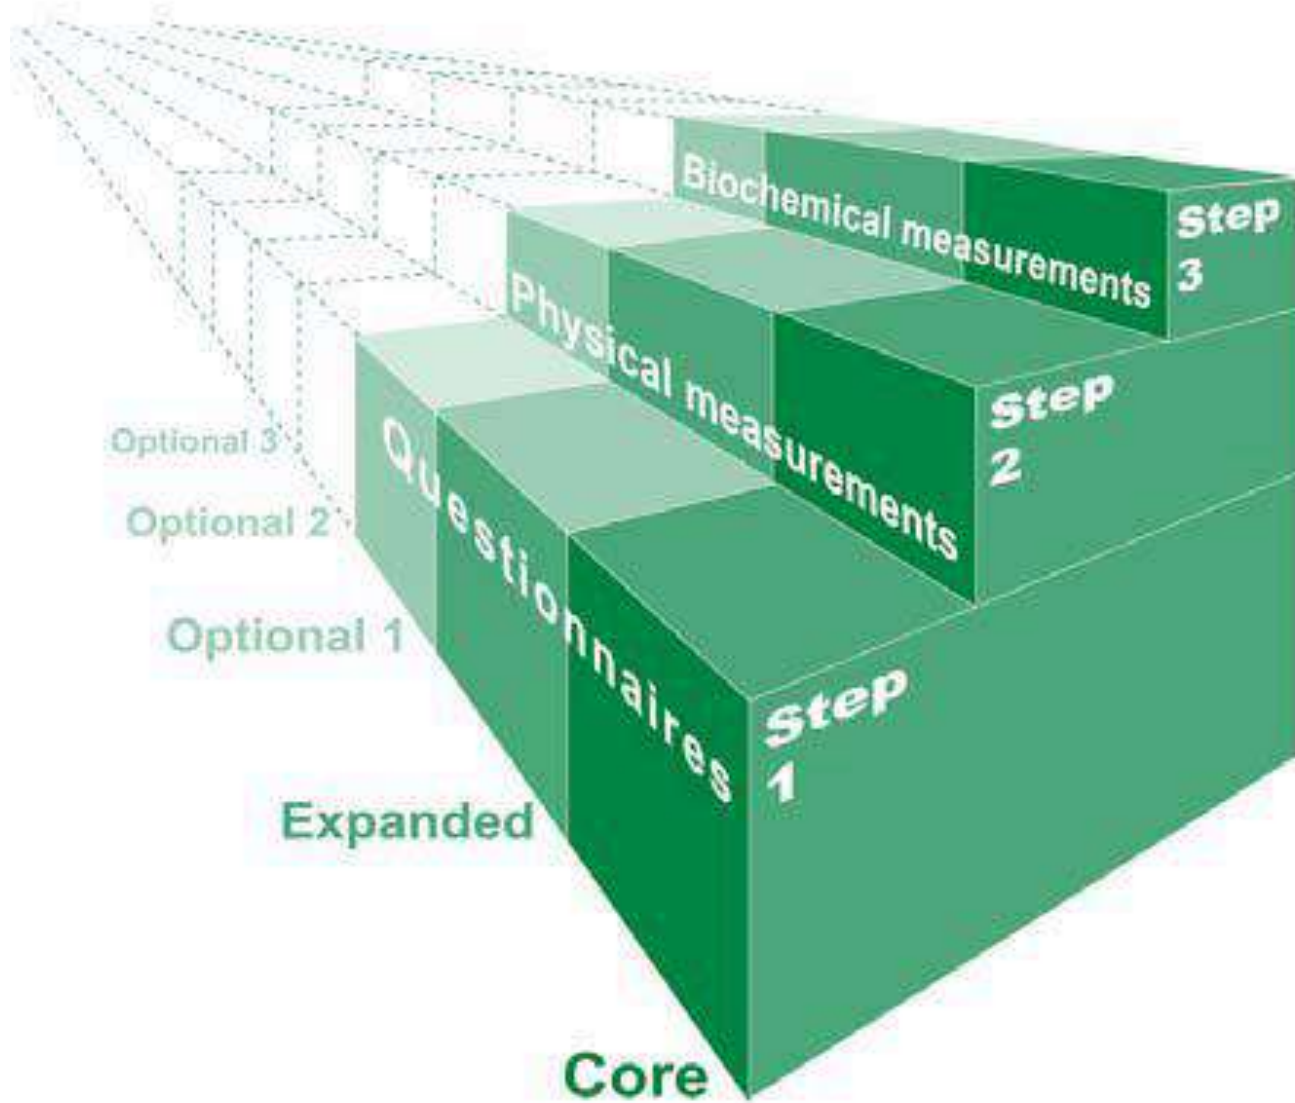 Biochemical measurements
Step
3
Physical measurements
Step
2
Questionnaires
Step
1
Optional 3
Optional 2
Optional 1
Expanded
Core